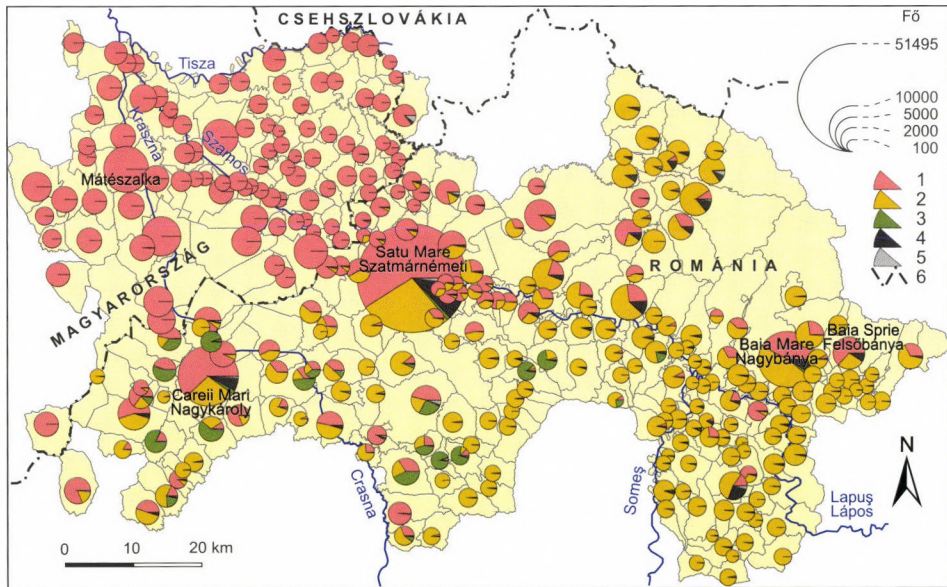 CSEHSZLOVÁKIA
Fő
51495
10000
5000
2000
100
1
2
3
4
5
6
Tisza
Kraszna
Szamos
Mátészalka
MAGYARORSZÁG
Satu Mare
Szatmárnémeti
ROMÁNIA
Baia Mare
Nagybánya
Baia Sprie
Felsőbánya
Careii Mari
Nagykároly
Crasna
Someș
Lapuș
Lápos
N
0 10 20 km